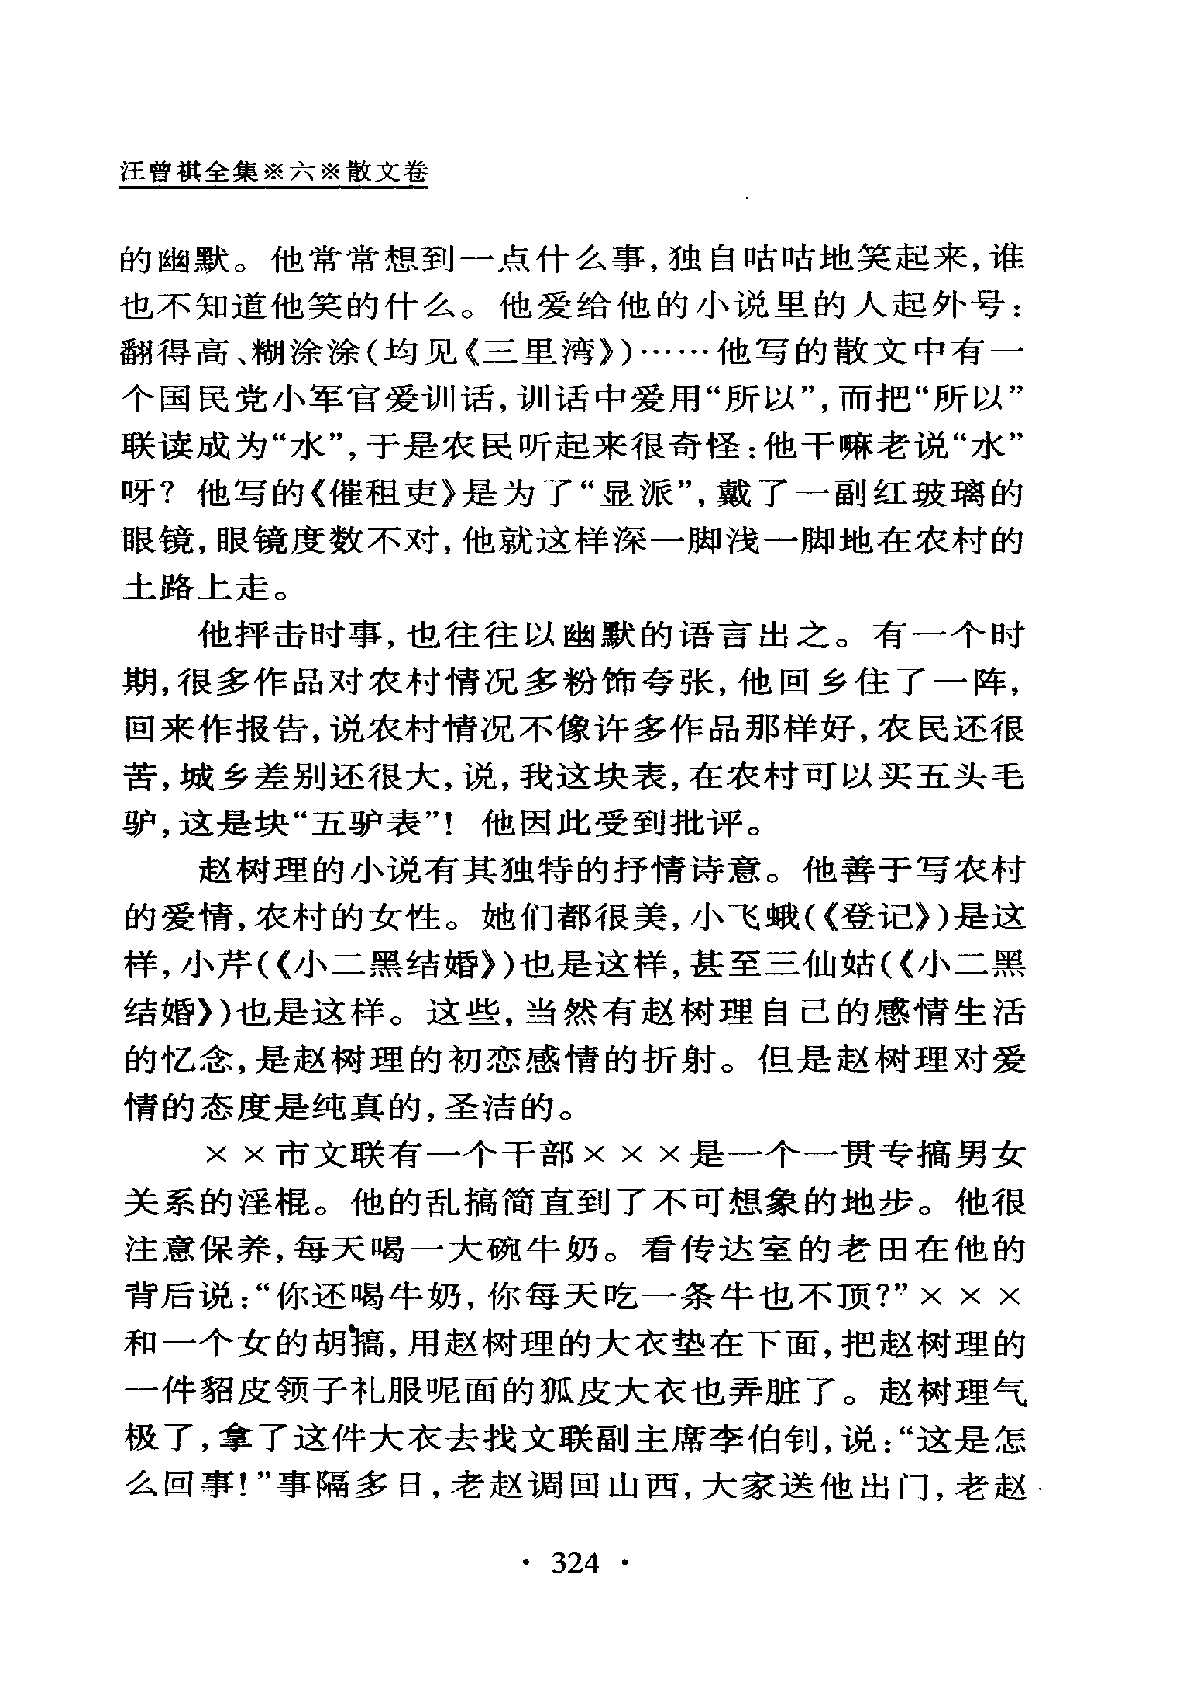 汪曾祺全集※六※散文卷
的幽默。他常常想到一点什么事,独自咕咕地笑起来,谁
也不知道他笑的什么。他爱给他的小说里的人起外号:
翻得高、糊涂涂(均见《三里湾》)……他写的散文中有一
个国民党小军官爱训话,训话中爱用“所以”,而把“所以”
联读成为“水”,于是农民听起来很奇怪:他干嘛老说“水”
呀?他写的《催租吏》是为了“显派”,戴了一副红玻璃的
眼镜,眼镜度数不对,他就这样深一脚浅一脚地在农村的
土路上走。
他抨击时事,也往往以幽默的语言出之。有一个时
期,很多作品对农村情况多粉饰夸张,他回乡住了一阵,
回来作报告,说农村情况不像许多作品那样好,农民还很
苦,城乡差别还很大,说,我这块表,在农村可以买五头毛
驴,这是块“五驴表”!他因此受到批评。
赵树理的小说有其独特的抒情诗意。他善于写农村
的爱情,农村的女性。她们都很美,小飞蛾(《登记》)是这
样,小芹(《小二黑结婚》)也是这样,甚至三仙姑(《小二黑
结婚》)也是这样。这些,当然有赵树理自己的感情生活
的忆念,是赵树理的初恋感情的折射。但是赵树理对爱
情的态度是纯真的,圣洁的。
××市文联有一个干部×××是一个一贯专搞男女
关系的淫棍。他的乱搞简直到了不可想象的地步。他很
注意保养,每天喝一大碗牛奶。看传达室的老田在他的
背后说:“你还喝牛奶,你每天吃一条牛也不顶?”×××
和一个女的胡搞,用赵树理的大衣垫在下面,把赵树理的
一件貂皮领子礼服呢面的狐皮大衣也弄脏了。赵树理气
极了,拿了这件大衣去找文联副主席李伯钊,说:“这是怎
么回事!”事隔多日,老赵调回山西,大家送他出门,老赵
· 324 ·